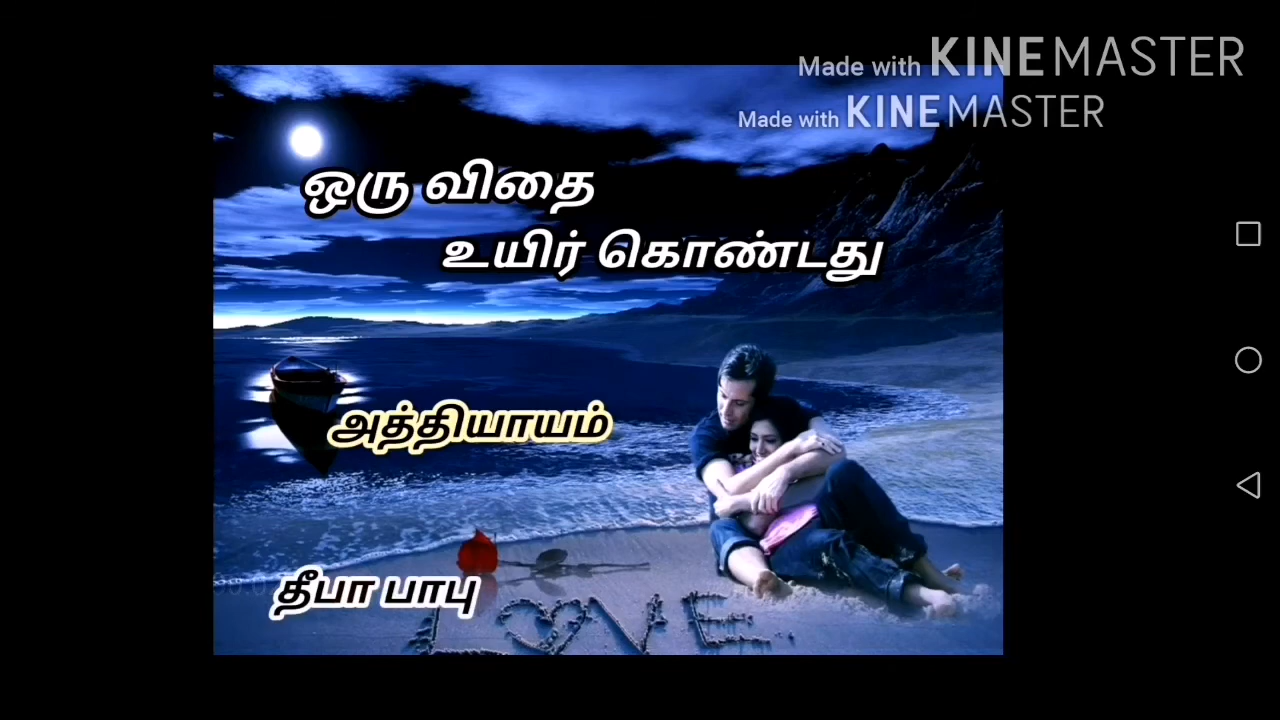 Made with KINEMASTER
Made with KINEMASTER
ஒரு விதை
உயிர் கொண்டது
அத்தியாயம்
தீபா பாபு
LOVE